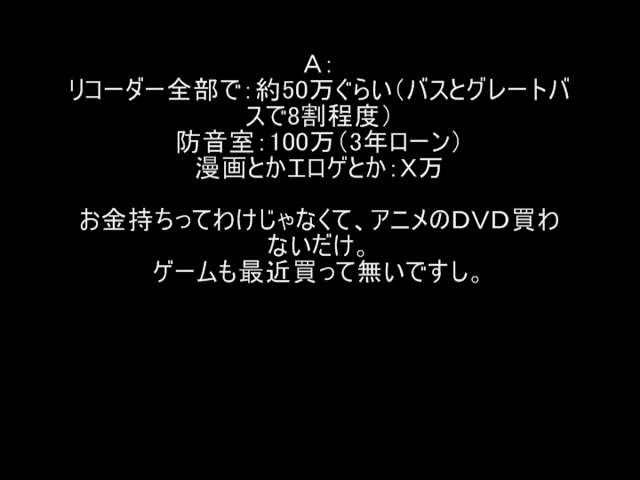 Ａ：
リコーダー全部で：約50万ぐらい（バスとグレートバ
スで8割程度）
防音室：100万（3年ローン）
漫画とかエロゲとか：Ｘ万
お金持ちってわけじゃなくて、アニメのＤＶＤ買わ
ないだけ。
ゲームも最近買って無いですし。